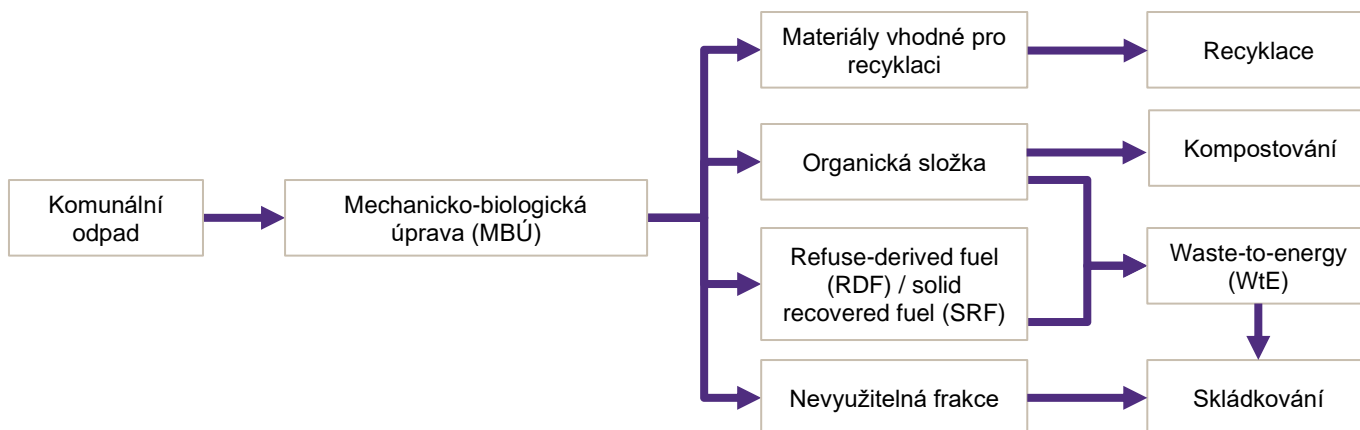 Komunální
odpad
Mechanicko-biologická
úprava (MBÚ)
Materiály vhodné pro
recyklaci
Recyklace
Organická složka
Kompostování
Refuse-derived fuel
(RDF) / solid
recovered fuel (SRF)
Waste-to-energy
(WtE)
Nevyužitelná frakce
Skládkování